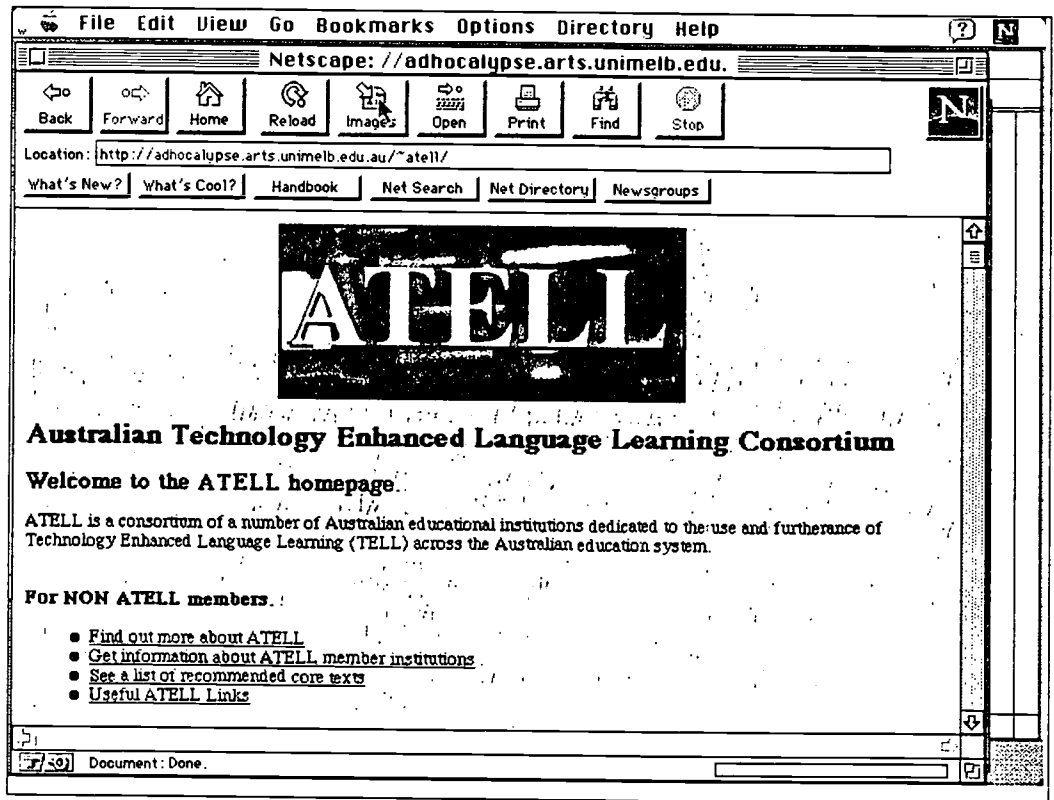 File Edit View Go Bookmarks Options Directory Help
Netscape: //adhocalypse.arts.unimelb.edu.
Back Forward Home Reload Images Open Print Find Stop
N
Location: http://adhocalypse.arts.unimelb.edu.au/~atell/
What's New? What's Cool? Handbook Net Search Net Directory Newsgroups
ATELL
Australian Technology Enhanced Language Learning Consortium
Welcome to the ATELL homepage.
ATELL is a consortium of a number of Australian educational institutions dedicated to the use and furtherance of
Technology Enhanced Language Learning (TELL) across the Australian education system.
For NON ATELL members.
Find out more about ATELL
Get information about ATELL member institutions
See a list of recommended core texts
Useful ATELL Links
Document: Done.